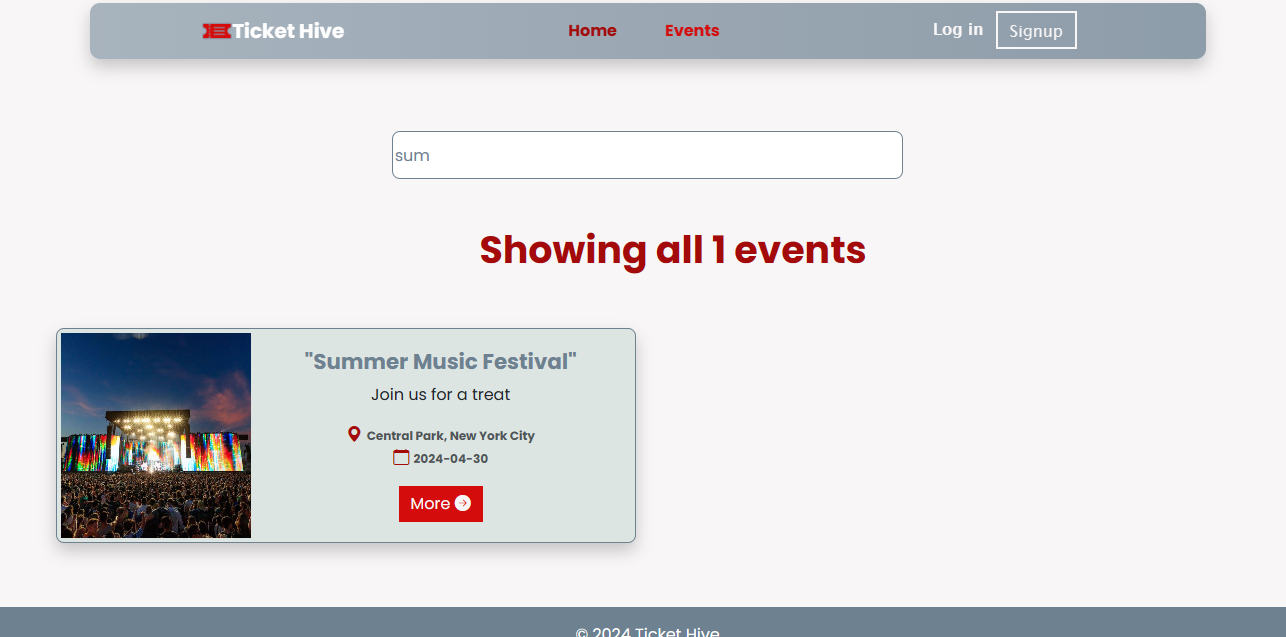 Ticket Hive Home Events Log in Signup
sum
Showing all 1 events
"Summer Music Festival"
Join us for a treat
Central Park, New York City
2024-04-30
More
© 2024 Ticket Hive